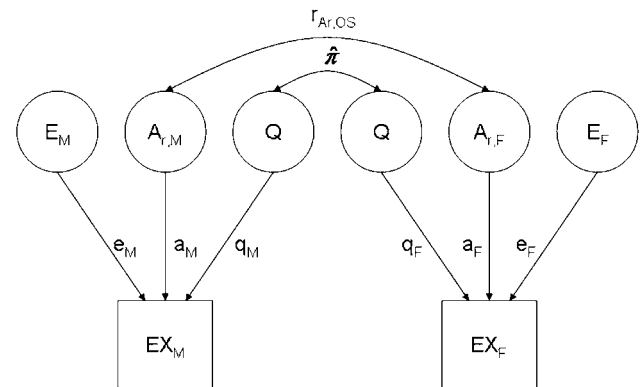 r_Ar,OS
π̂
E_M A_r,M Q Q A_r,F E_F
e_M a_M q_M q_F a_F e_F
EX_M EX_F